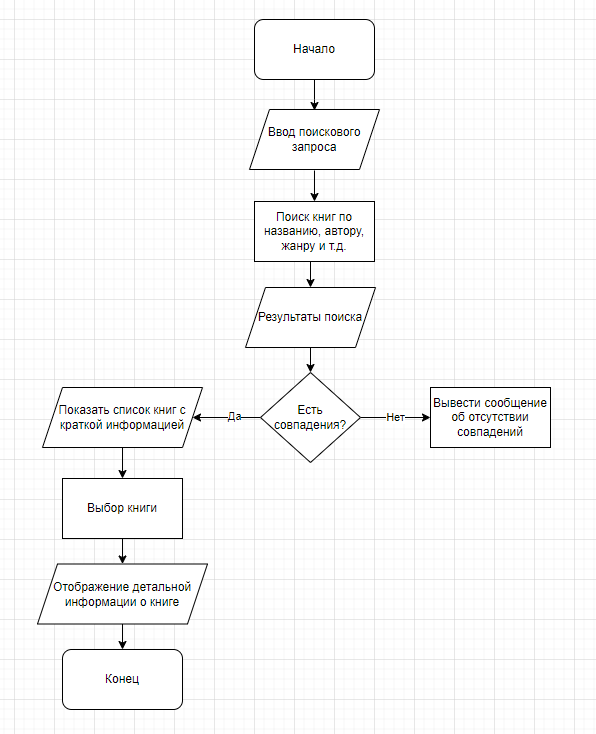 Начало
Ввод поискового
запроса
Поиск книг по
названию, автору,
жанру и т.д.
Результаты поиска
Есть
совпадения?
Да
Нет
Показать список книг с
краткой информацией
Вывести сообщение
об отсутствии
совпадений
Выбор книги
Отображение детальной
информации о книге
Конец